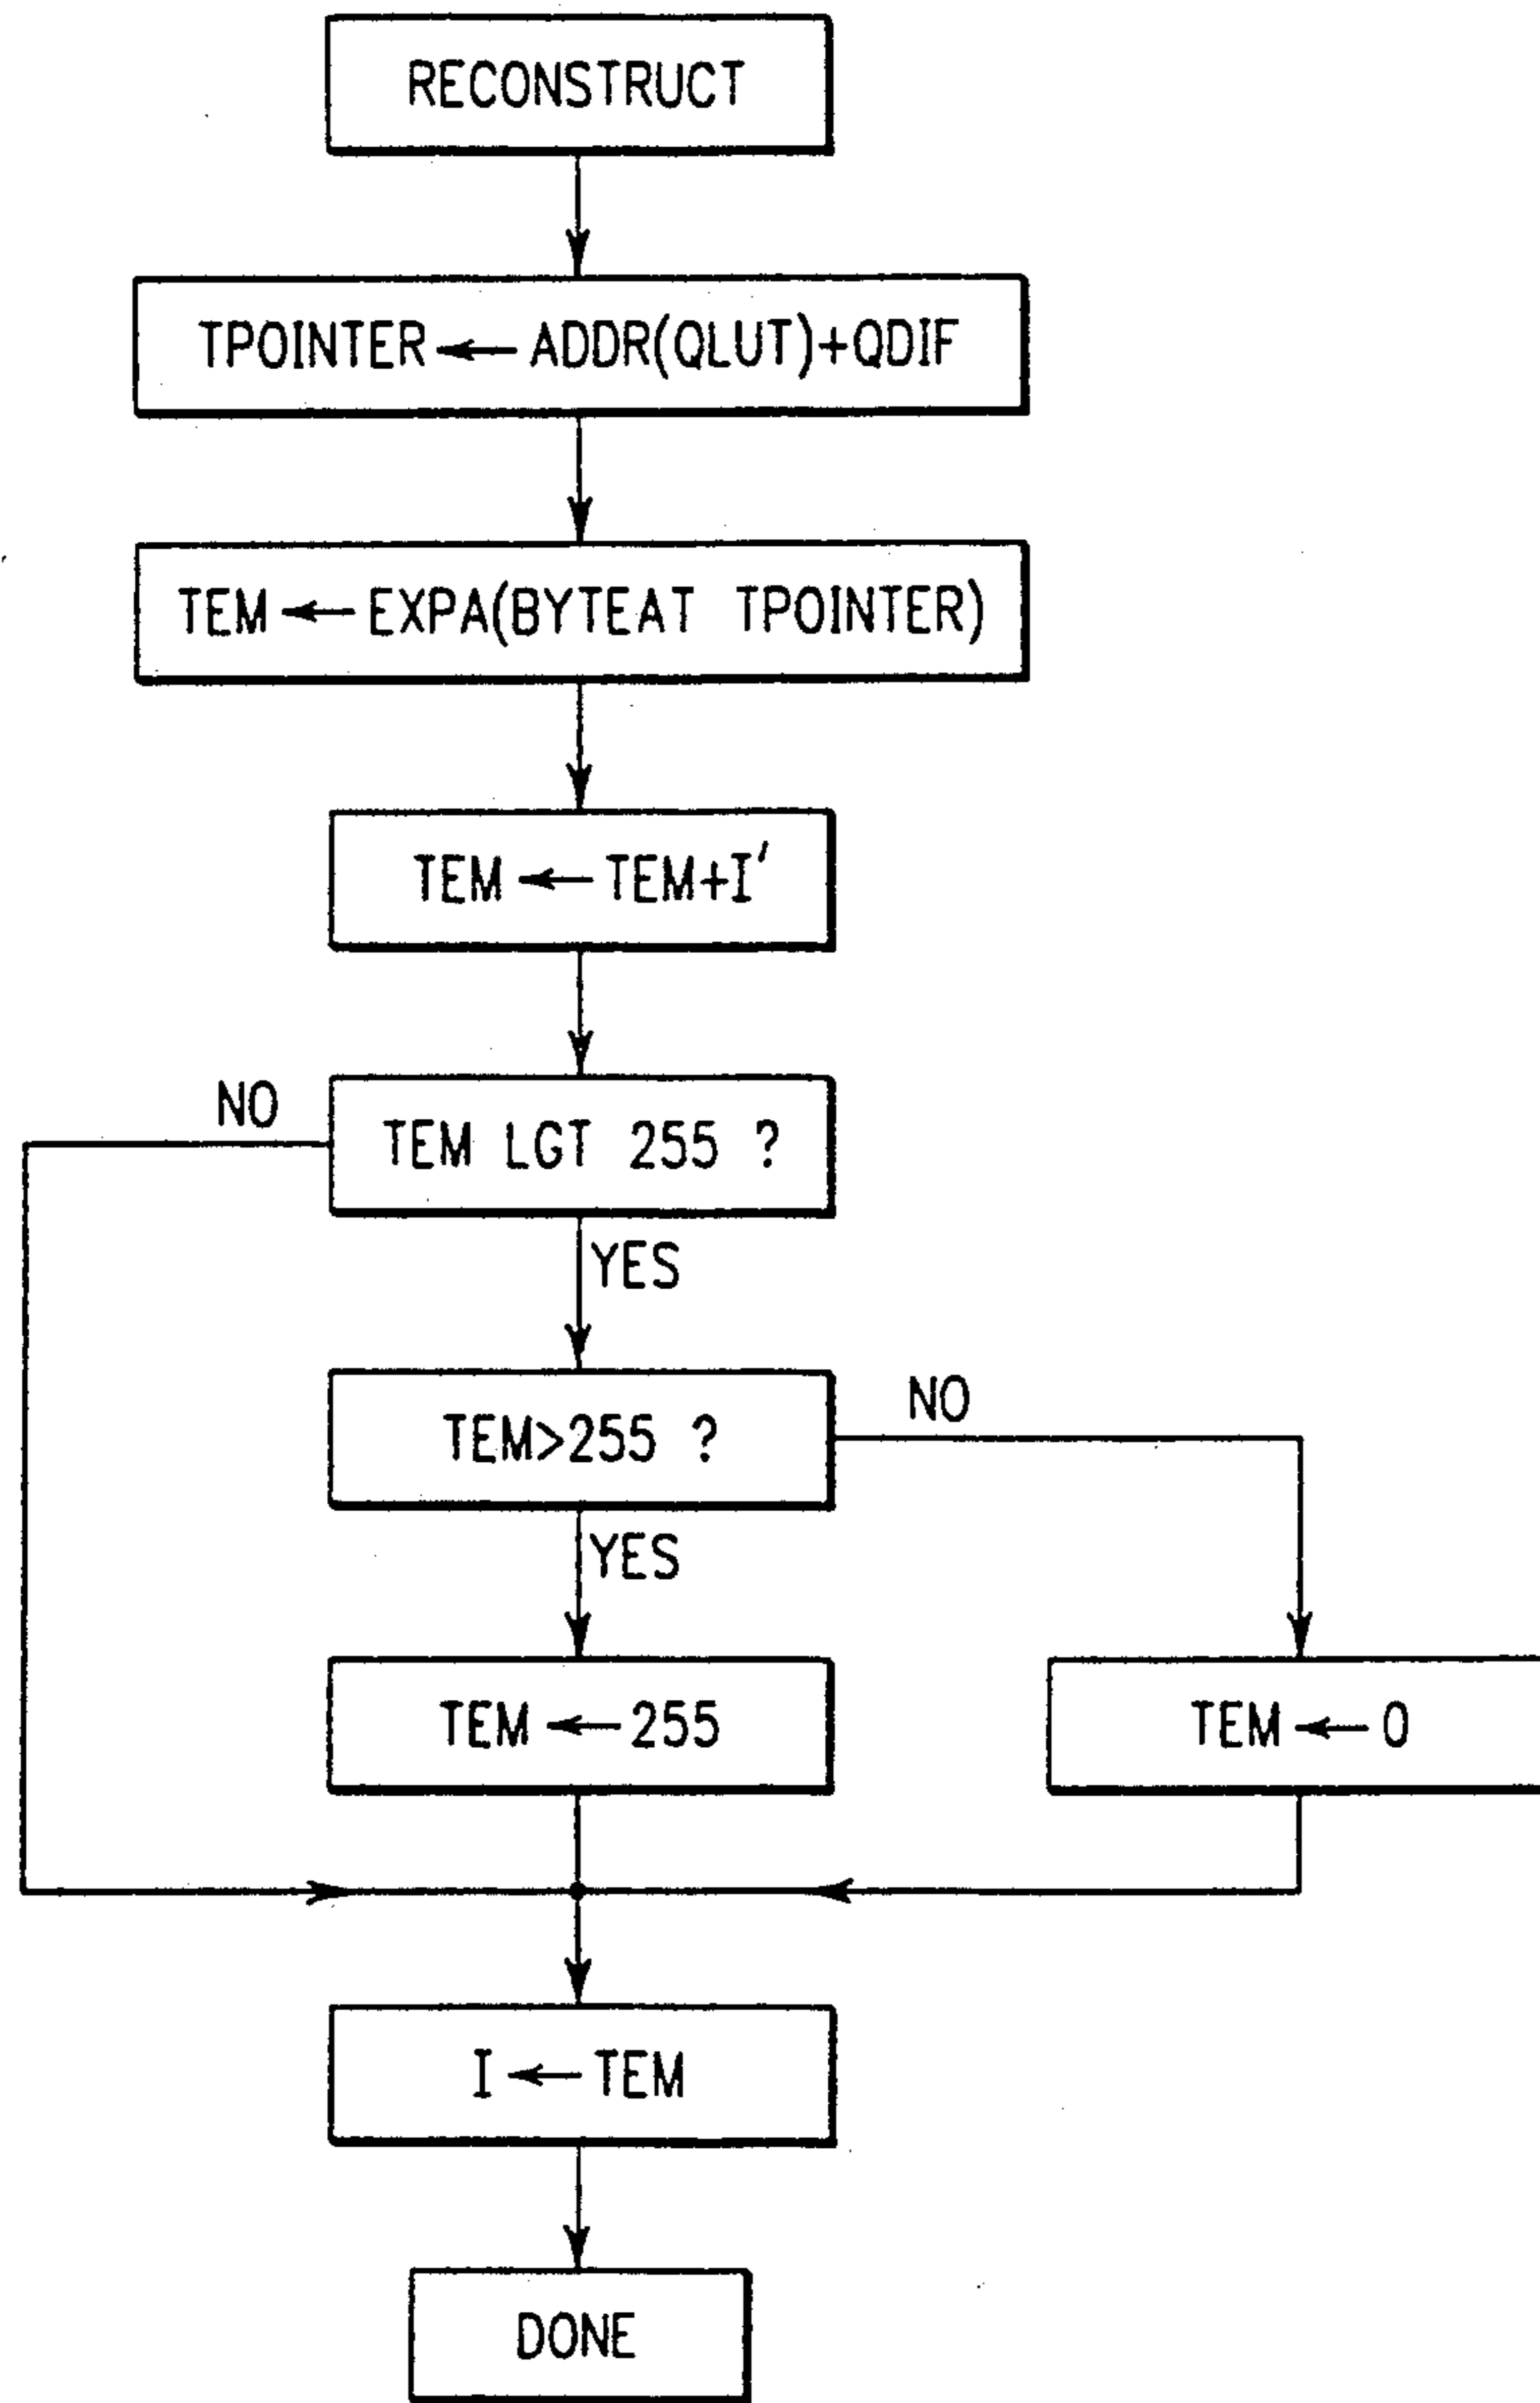 RECONSTRUCT
TPOINTER ← ADDR(QLUT)+QDIF
TEM ← EXPA(BYTEAT TPOINTER)
TEM ← TEM+I'
NO
TEM LGT 255 ?
YES
TEM>255 ?
NO
YES
TEM ← 255
TEM ← 0
I ← TEM
DONE